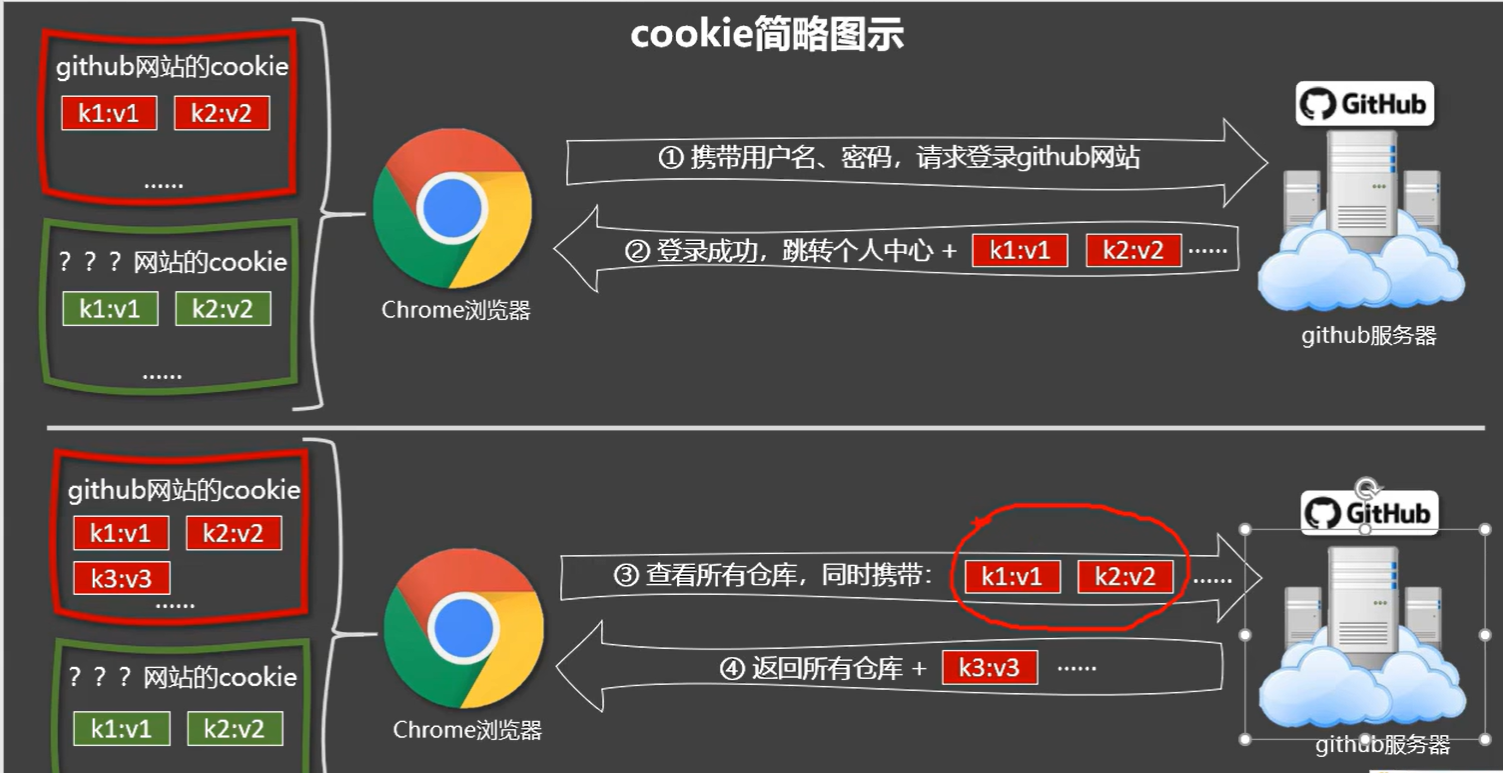 cookie简略图示
github网站的cookie
k1:v1 k2:v2
......
？？？网站的cookie
k1:v1 k2:v2
......
Chrome浏览器
① 携带用户名、密码，请求登录github网站
② 登录成功，跳转个人中心 + k1:v1 k2:v2 ......
GitHub
github服务器
github网站的cookie
k1:v1 k2:v2
k3:v3
......
？？？网站的cookie
k1:v1 k2:v2
Chrome浏览器
③ 查看所有仓库，同时携带： k1:v1 k2:v2 ......
④ 返回所有仓库 + k3:v3 ......
GitHub
github服务器